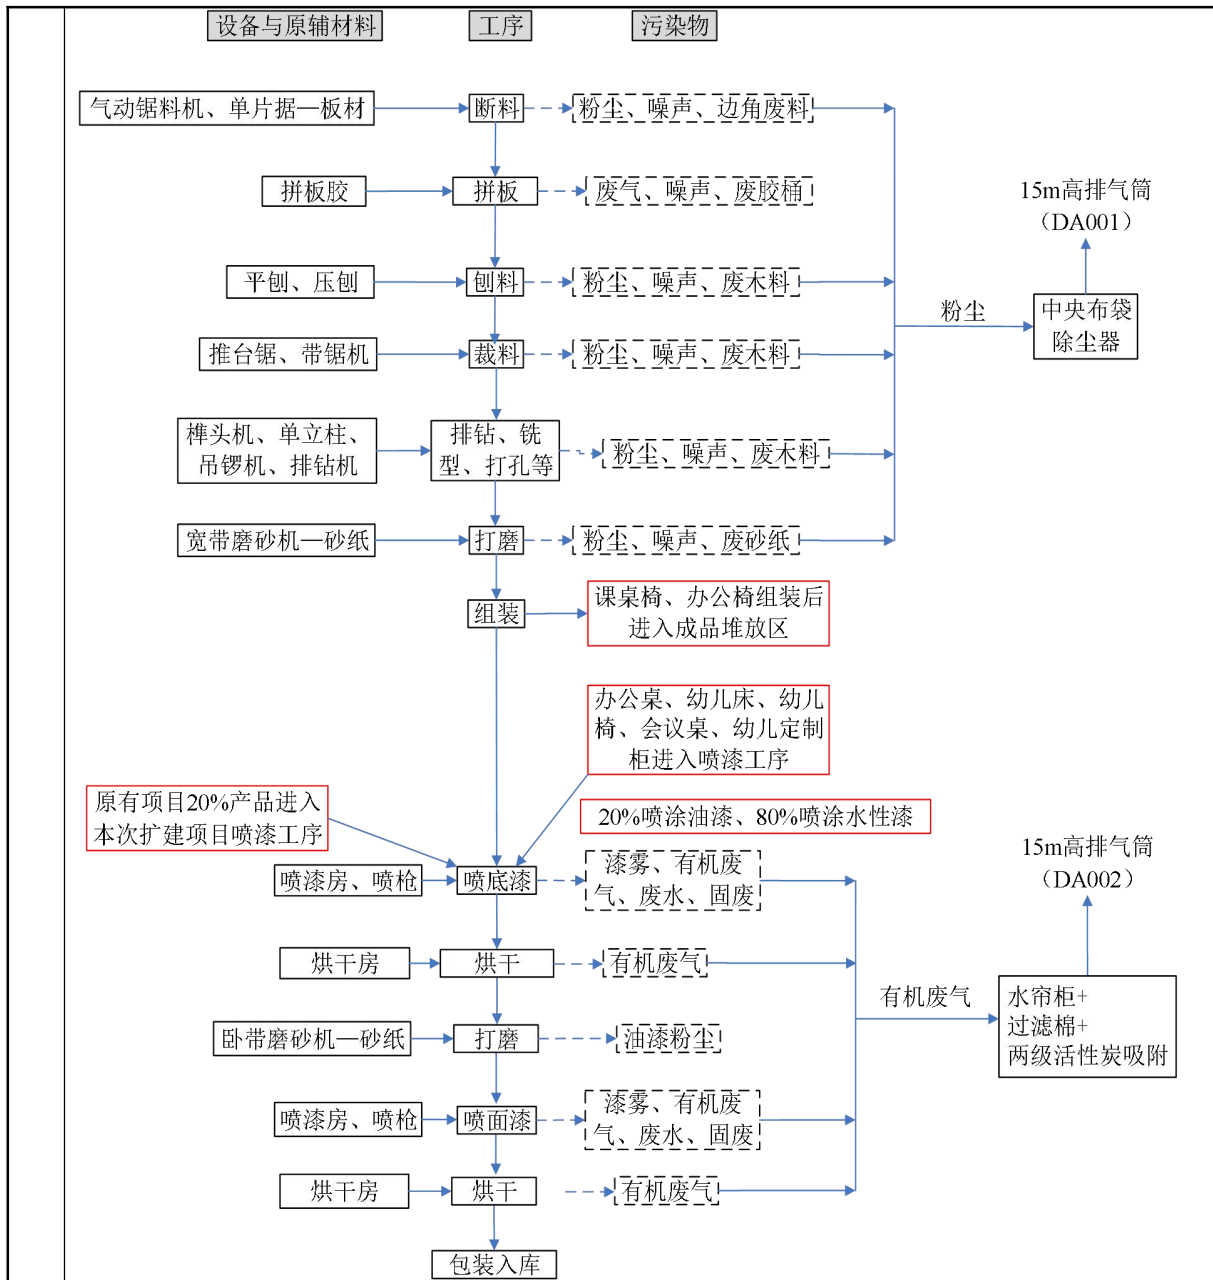 设备与原辅材料
工序
污染物
气动锯料机、单片据—板材
断料
粉尘、噪声、边角废料
拼板胶
拼板
废气、噪声、废胶桶
15m高排气筒
（DA001）
平刨、压刨
刨料
粉尘、噪声、废木料
粉尘
中央布袋
除尘器
推台锯、带锯机
裁料
粉尘、噪声、废木料
榫头机、单立柱、
吊锣机、排钻机
排钻、铣
型、打孔等
粉尘、噪声、废木料
宽带磨砂机—砂纸
打磨
粉尘、噪声、废砂纸
组装
课桌椅、办公椅组装后
进入成品堆放区
办公桌、幼儿床、幼儿
椅、会议桌、幼儿定制
柜进入喷漆工序
原有项目20%产品进入
本次扩建项目喷漆工序
20%喷涂油漆、80%喷涂水性漆
15m高排气筒
（DA002）
喷漆房、喷枪
喷底漆
漆雾、有机废
气、废水、固废
烘干房
烘干
有机废气
有机废气
水帘柜+
过滤棉+
两级活性炭吸附
卧带磨砂机—砂纸
打磨
油漆粉尘
喷漆房、喷枪
喷面漆
漆雾、有机废
气、废水、固废
烘干房
烘干
有机废气
包装入库